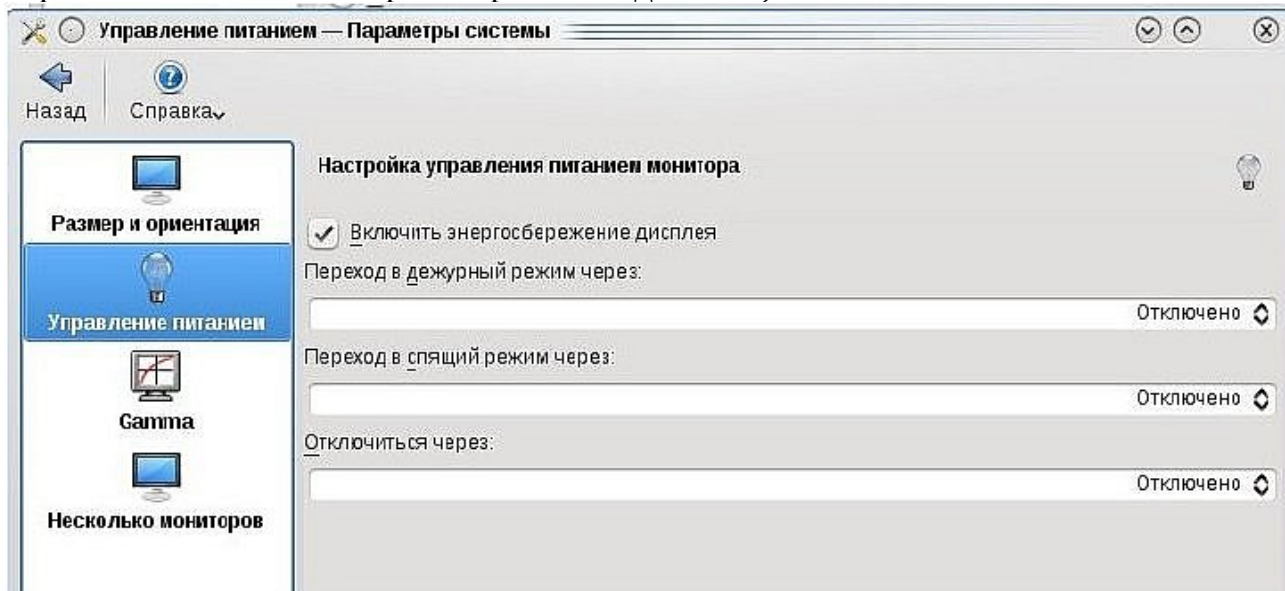 Управление питанием — Параметры системы
Назад
Справка
Размер и ориентация
Управление питанием
Gamma
Несколько мониторов
Настройка управления питанием монитора
Включить энергосбережение дисплея
Переход в дежурный режим через:
Отключено
Переход в спящий режим через:
Отключено
Отключиться через:
Отключено